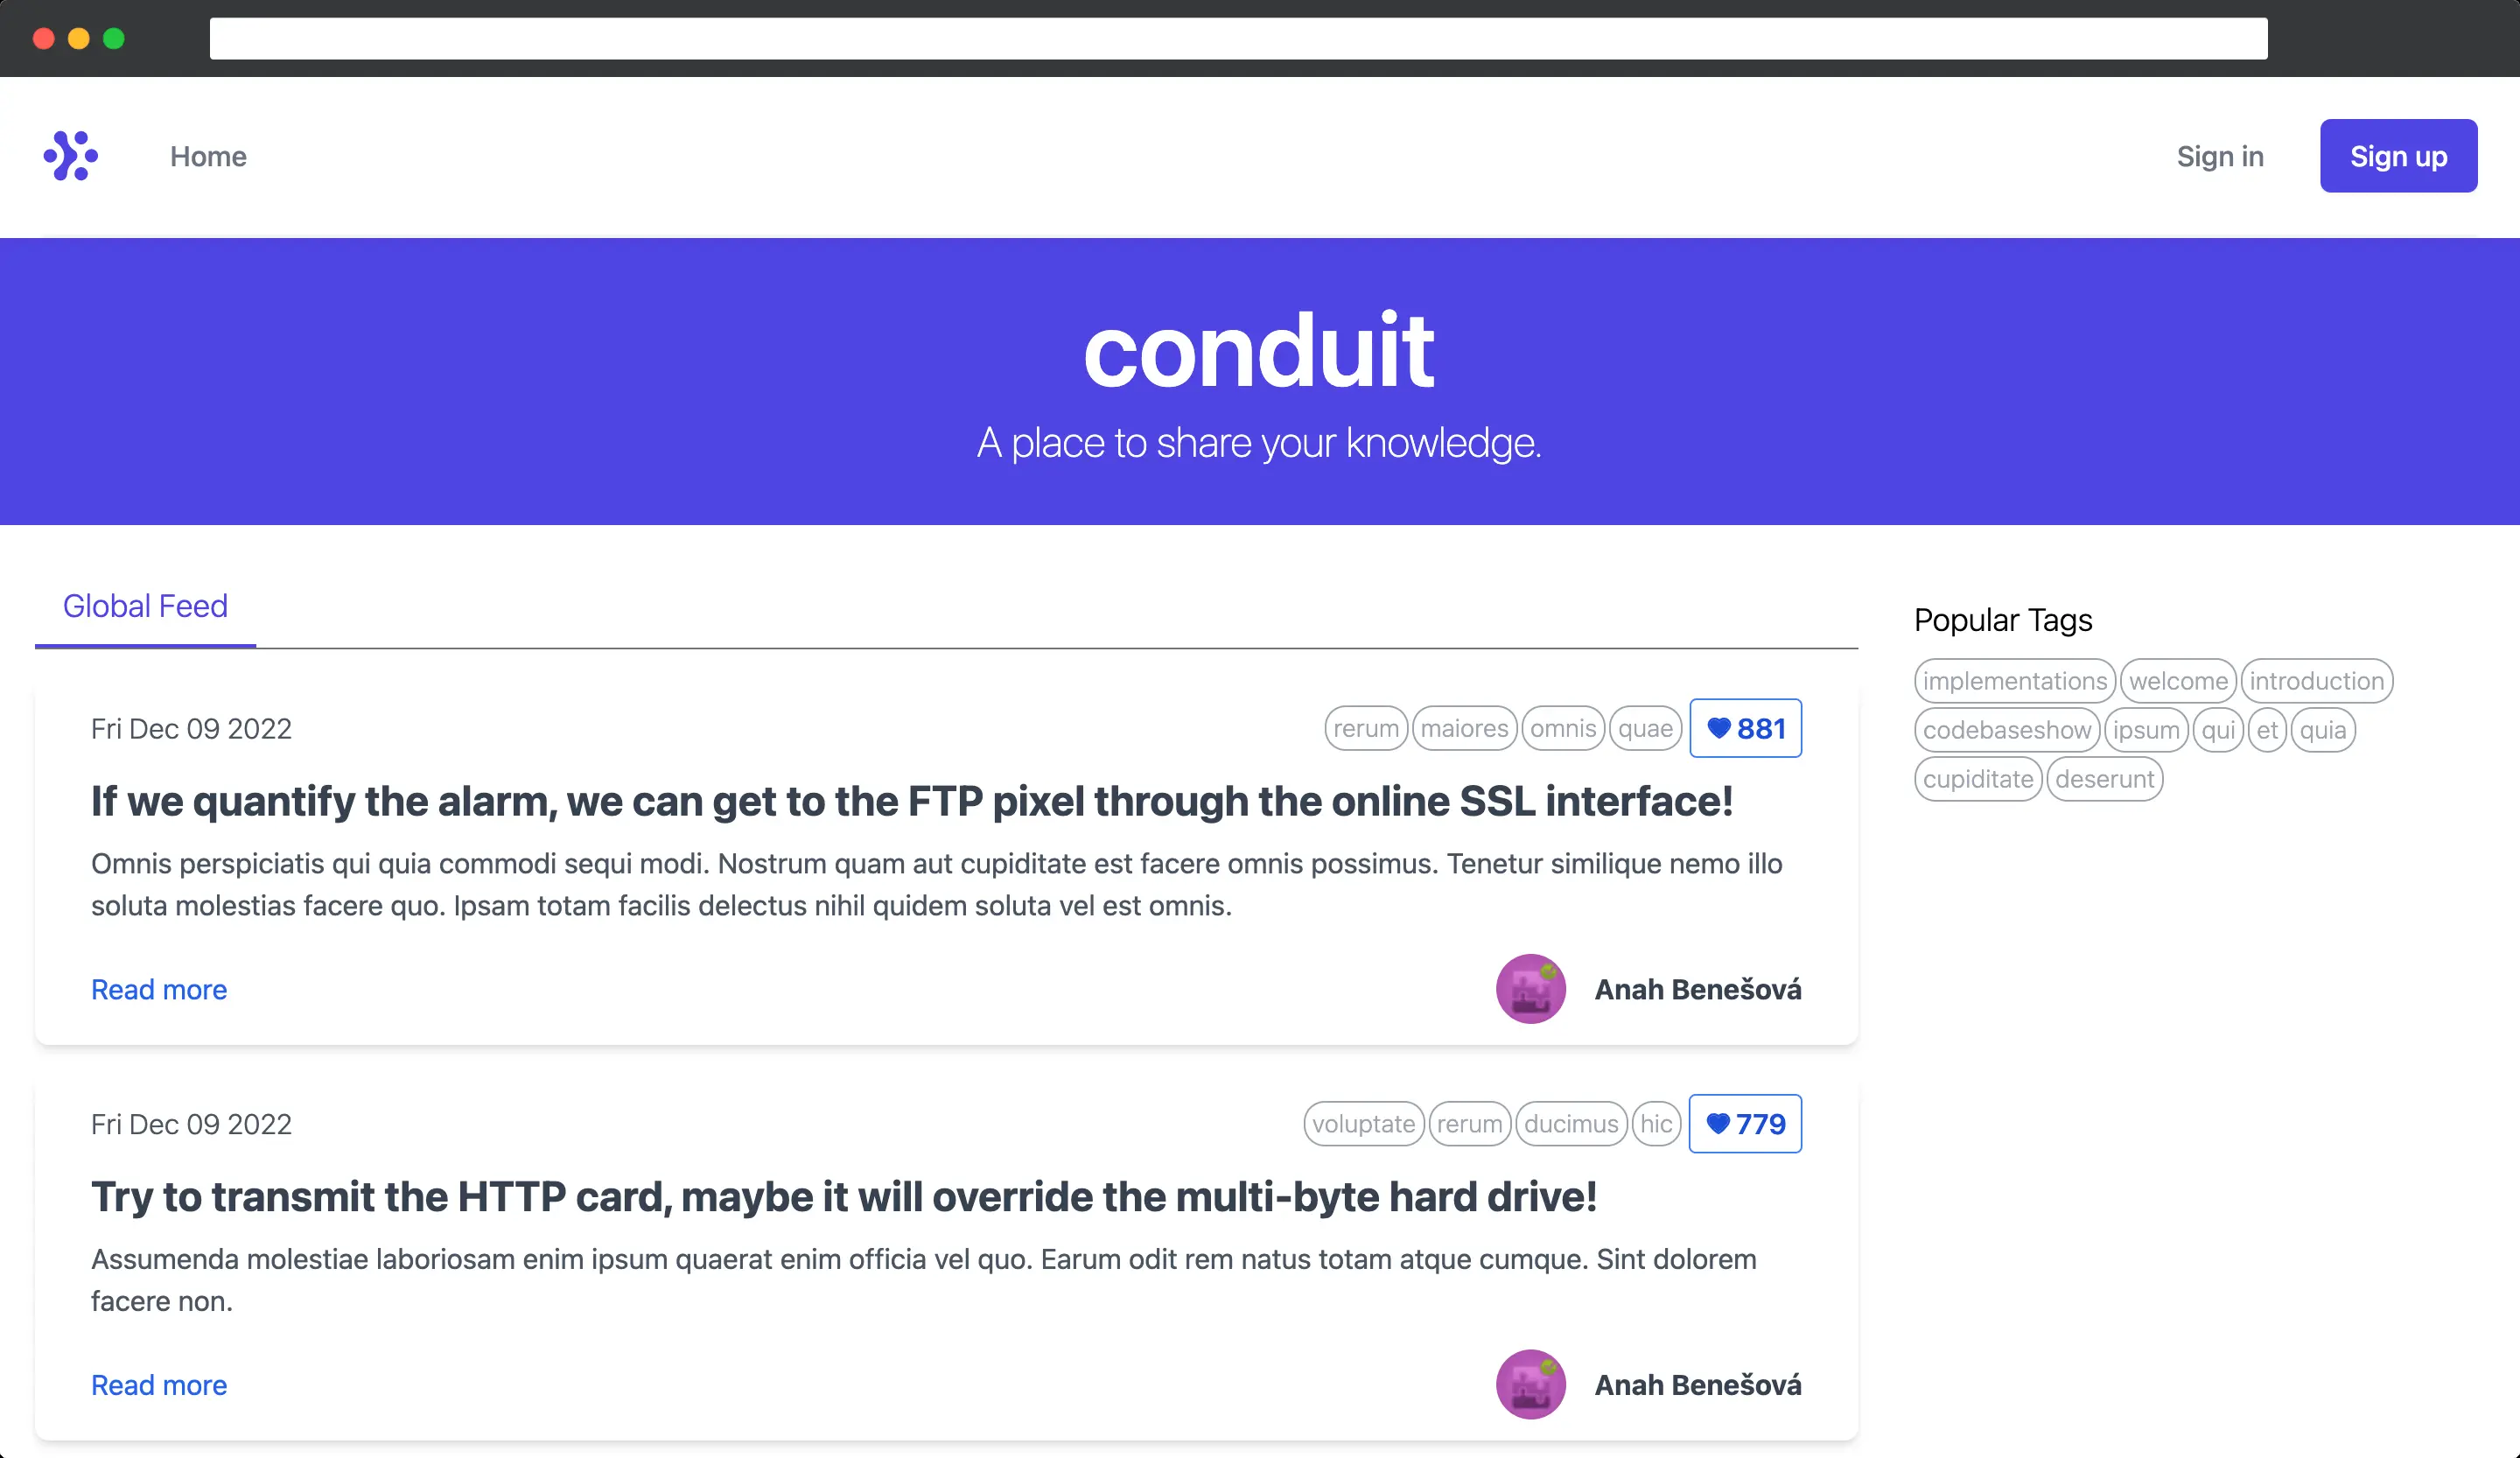 Home
Sign in
Sign up
conduit
A place to share your knowledge.
Global Feed
Fri Dec 09 2022
rerum maiores omnis quae 881
If we quantify the alarm, we can get to the FTP pixel through the online SSL interface!
Omnis perspiciatis qui quia commodi sequi modi. Nostrum quam aut cupiditate est facere omnis possimus. Tenetur similique nemo illo
soluta molestias facere quo. Ipsam totam facilis delectus nihil quidem soluta vel est omnis.
Read more
Anah Benešová
Fri Dec 09 2022
voluptate rerum ducimus hic 779
Try to transmit the HTTP card, maybe it will override the multi-byte hard drive!
Assumenda molestiae laboriosam enim ipsum quaerat enim officia vel quo. Earum odit rem natus totam atque cumque. Sint dolorem
facere non.
Read more
Anah Benešová
Popular Tags
implementations welcome introduction
codebaseshow ipsum qui et quia
cupiditate deserunt